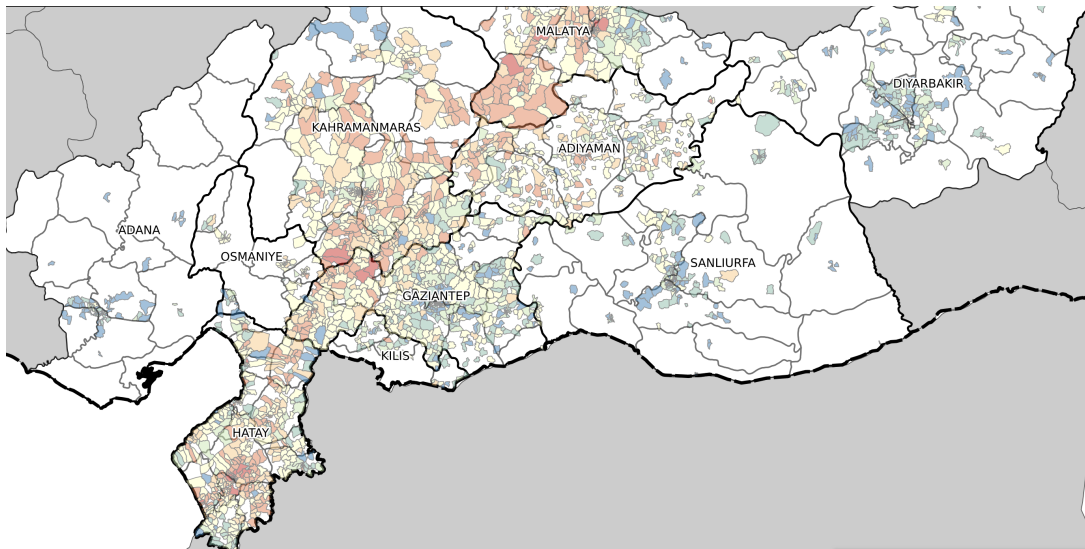 MALATYA
DIYARBAKIR
KAHRAMANMARAS
ADIYAMAN
ADANA
OSMANIYE
SANLIURFA
GAZIANTEP
KILIS
HATAY